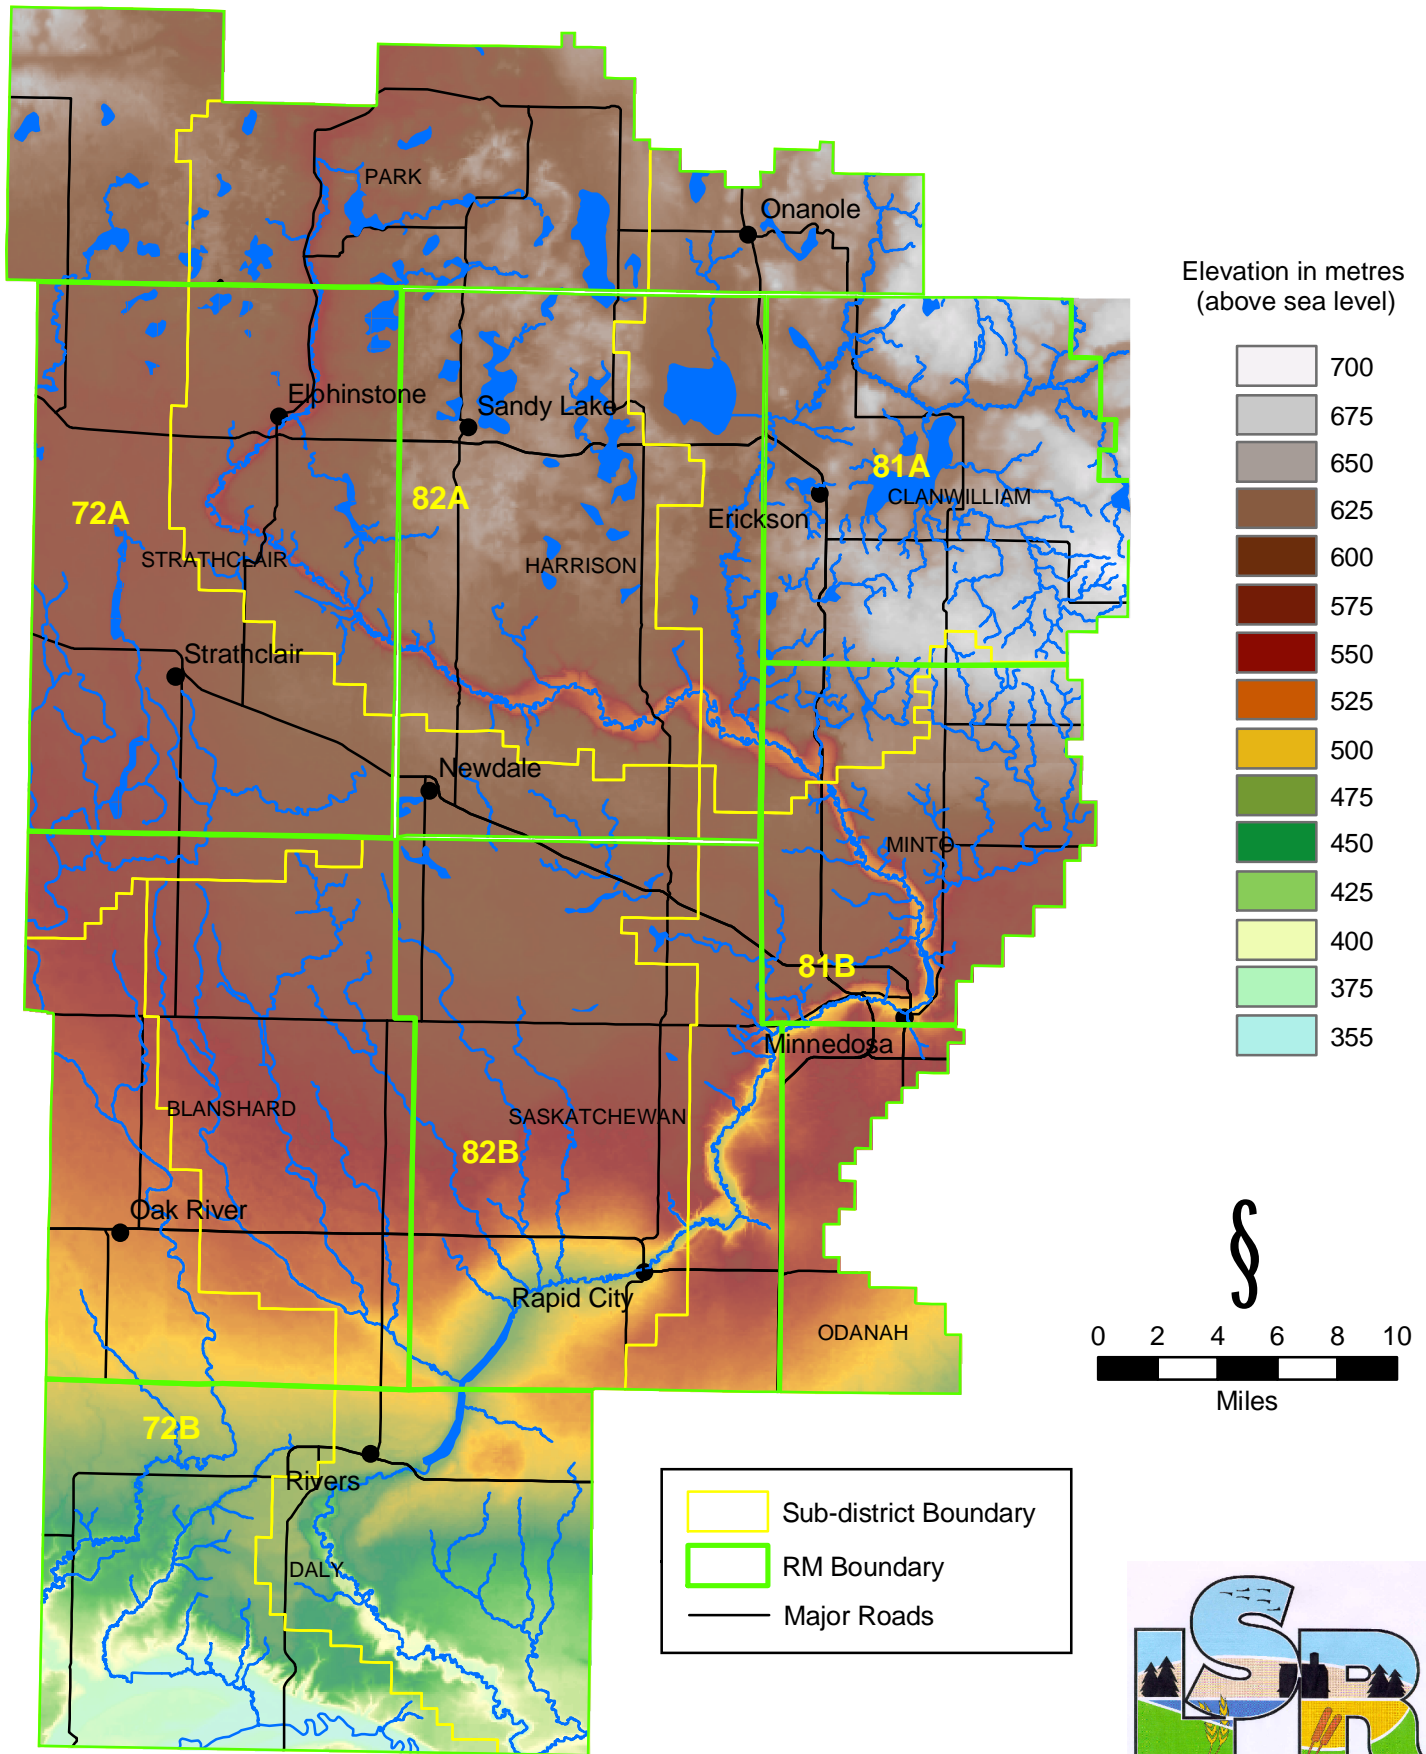 PARK
Onanole
Elevation in metres
(above sea level)
700
675
650
625
600
575
550
525
500
475
450
425
400
375
355
Elphinstone
Sandy Lake
81A
82A
CLANWILLIAM
72A
Erickson
STRATHCLAIR
HARRISON
Strathclair
Newdale
MINTO
81B
Minnedosa
BLANSHARD
SASKATCHEWAN
82B
Oak River
Rapid City
ODANAH
0 2 4 6 8 10
Miles
72B
Rivers
DALY
Sub-district Boundary
RM Boundary
Major Roads
LSR